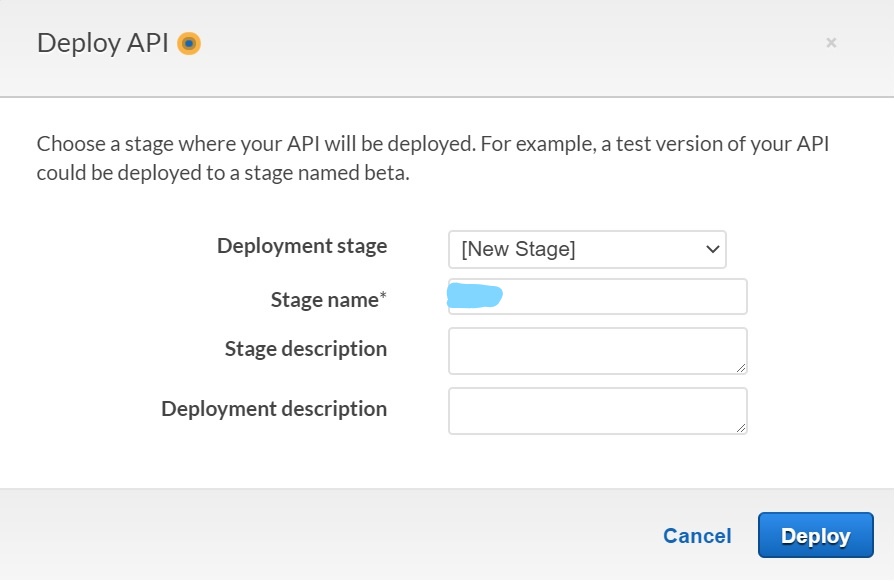 Deploy API
×
Choose a stage where your API will be deployed. For example, a test version of your API
could be deployed to a stage named beta.
Deployment stage [New Stage]
Stage name*
Stage description
Deployment description
Cancel Deploy